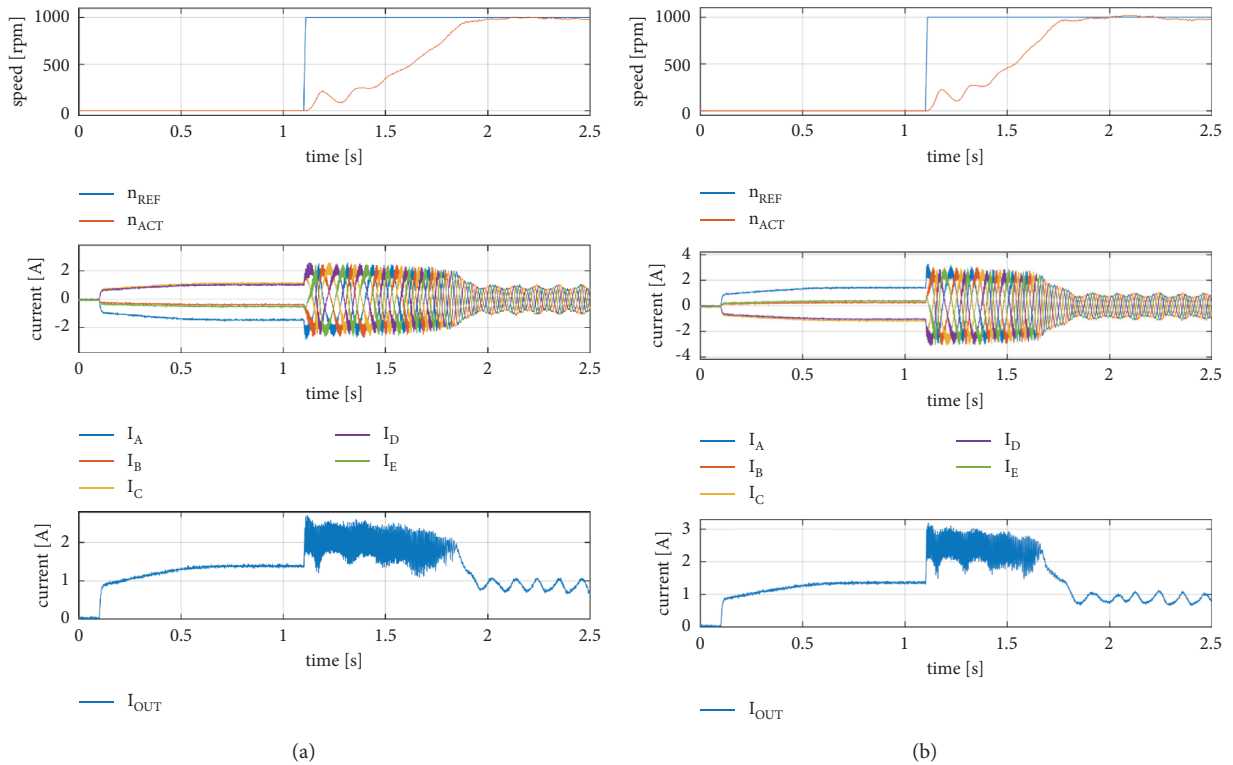 speed [rpm]
1000
500
0
0 0.5 1 1.5 2 2.5
time [s]
n_REF
n_ACT
current [A]
2
0
-2
0 0.5 1 1.5 2 2.5
time [s]
I_A
I_B
I_C
I_D
I_E
current [A]
2
1
0
0 0.5 1 1.5 2 2.5
time [s]
I_OUT
(a)
speed [rpm]
1000
500
0
0 0.5 1 1.5 2 2.5
time [s]
n_REF
n_ACT
current [A]
4
2
0
-2
-4
0 0.5 1 1.5 2 2.5
time [s]
I_A
I_B
I_C
I_D
I_E
current [A]
3
2
1
0
0 0.5 1 1.5 2 2.5
time [s]
I_OUT
(b)